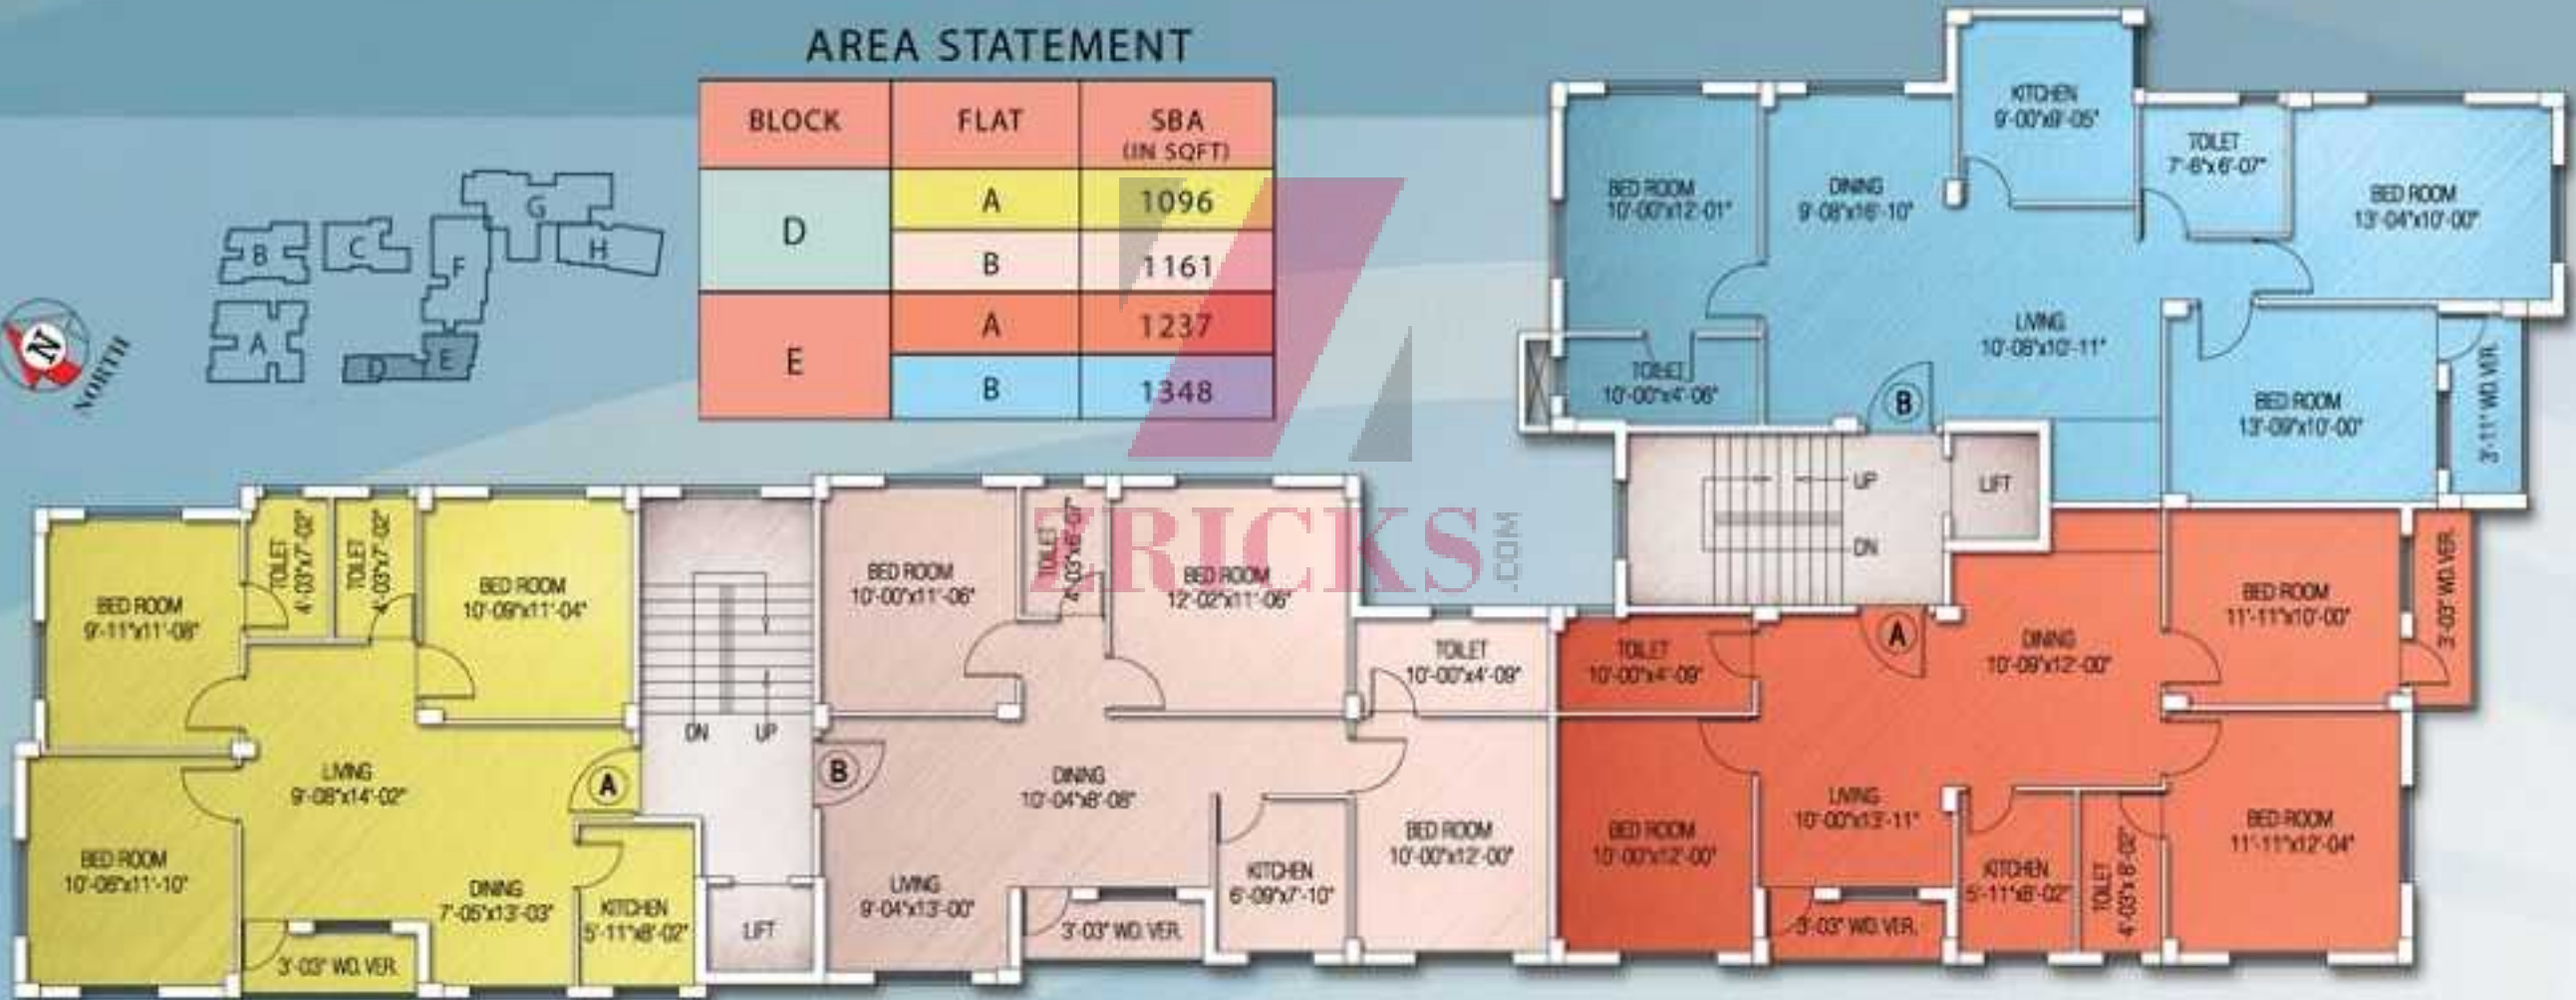 AREA STATEMENT
BLOCK FLAT SBA
(IN SQFT)
D A 1096
B 1161
E A 1237
B 1348
A
B
C
D
E
F
G
H
N
NORTH
ZRICKS
.COM
KITCHEN
9'-00"x9'-05"
TOILET
7'-6"x6'-07"
BED ROOM
10'-00"x12'-01"
DINING
9'-08"x16'-10"
BED ROOM
13'-04"x10'-00"
LIVING
10'-08"x10'-11"
TOILET
10'-00"x4'-06"
B
BED ROOM
13'-09"x10'-00"
3'-11" WD. VER.
UP
DN
LIFT
BED ROOM
9'-11"x11'-08"
TOILET
4'-03"x7'-02"
TOILET
4'-03"x7'-02"
BED ROOM
10'-09"x11'-04"
LIVING
9'-08"x14'-02"
A
BED ROOM
10'-06"x11'-10"
DINING
7'-05"x13'-03"
KITCHEN
5'-11"x8'-02"
3'-03" WD. VER.
DN UP
LIFT
BED ROOM
10'-00"x11'-06"
TOILET
4'-03"x6'-07"
BED ROOM
12'-02"x11'-06"
TOILET
10'-00"x4'-09"
B
DINING
10'-04"x8'-08"
LIVING
9'-04"x13'-00"
3'-03" WD. VER.
KITCHEN
6'-09"x7'-10"
BED ROOM
10'-00"x12'-00"
TOILET
10'-00"x4'-09"
A
DINING
10'-09"x12'-00"
BED ROOM
11'-11"x10'-00"
3'-03" WD. VER.
BED ROOM
10'-00"x12'-00"
LIVING
10'-00"x13'-11"
3'-03" WD. VER.
KITCHEN
5'-11"x8'-02"
TOILET
4'-03"x8'-02"
BED ROOM
11'-11"x12'-04"